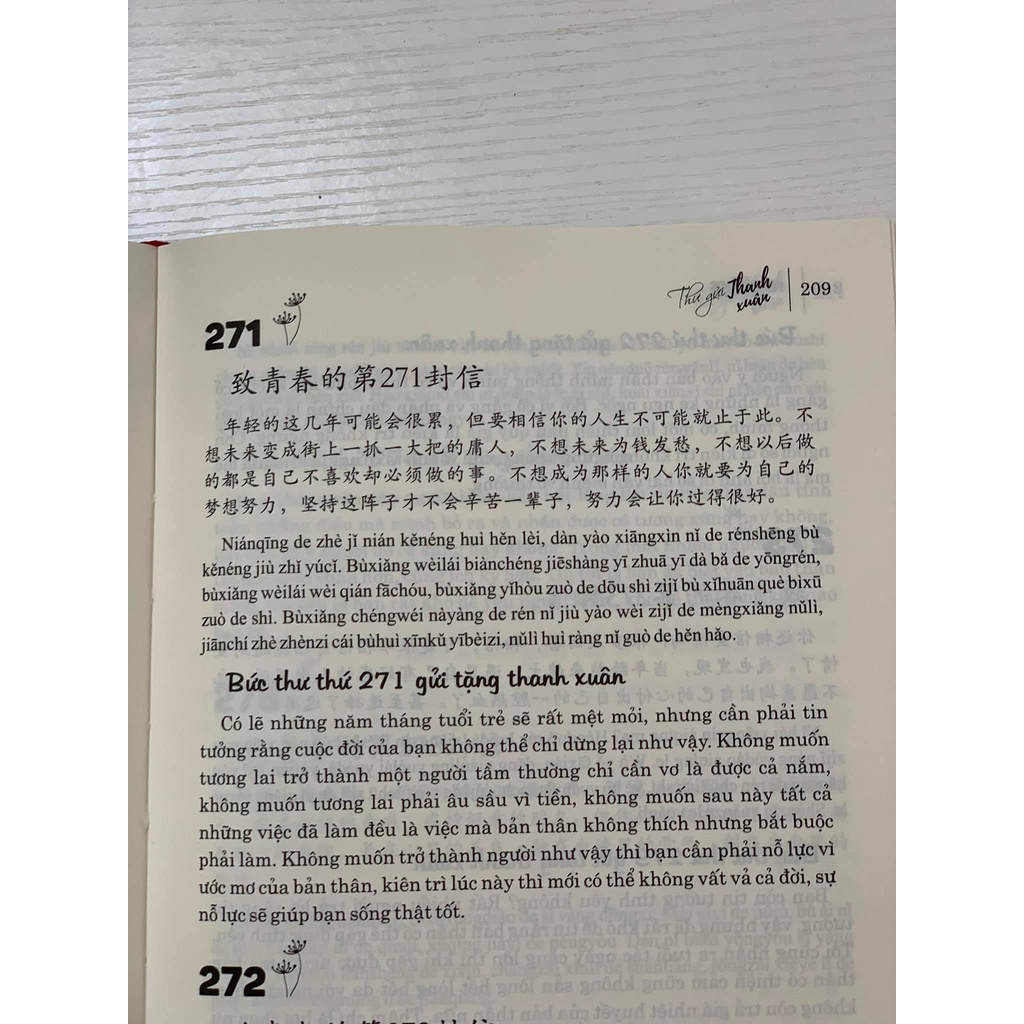 Thư gửi Thanh xuân | 209
271
致青春的第271封信
年轻的这几年可能会很累，但要相信你的人生不可能就止于此。不
想未来变成街上一抓一大把的庸人，不想未来为钱发愁，不想以后做
的都是自己不喜欢却必须做的事。不想成为那样的人你就要为自己的
梦想努力，坚持这阵子才不会辛苦一辈子，努力会让你过得很好。
Niánqīng de zhè jǐ nián kěnéng huì hěn lèi, dàn yào xiāngxìn nǐ de rénshēng bù
kěnéng jiù zhǐ yúcǐ. Bùxiǎng wèilái biànchéng jiēshàng yī zhuā yī dà bǎ de yōngrén,
bùxiǎng wèilái wèi qián fāchóu, bùxiǎng yǐhòu zuò de dōu shì zìjǐ bù xǐhuān què bìxū
zuò de shì. Bùxiǎng chéngwéi nàyàng de rén nǐ jiù yào wèi zìjǐ de mèngxiǎng nǔlì,
jiānchí zhè zhènzi cái bùhuì xīnkǔ yībèizi, nǔlì huì ràng nǐ guò de hěn hǎo.
Bức thư thứ 271 gửi tặng thanh xuân
Có lẽ những năm tháng tuổi trẻ sẽ rất mệt mỏi, nhưng cần phải tin
tưởng rằng cuộc đời của bạn không thể chỉ dừng lại như vậy. Không muốn
tương lai trở thành một người tầm thường chỉ cần vơ là được cả nắm,
không muốn tương lai phải âu sầu vì tiền, không muốn sau này tất cả
những việc đã làm đều là việc mà bản thân không thích nhưng bắt buộc
phải làm. Không muốn trở thành người như vậy thì bạn cần phải nỗ lực vì
ước mơ của bản thân, kiên trì lúc này thì mới có thể không vất vả cả đời, sự
nỗ lực sẽ giúp bạn sống thật tốt.
272